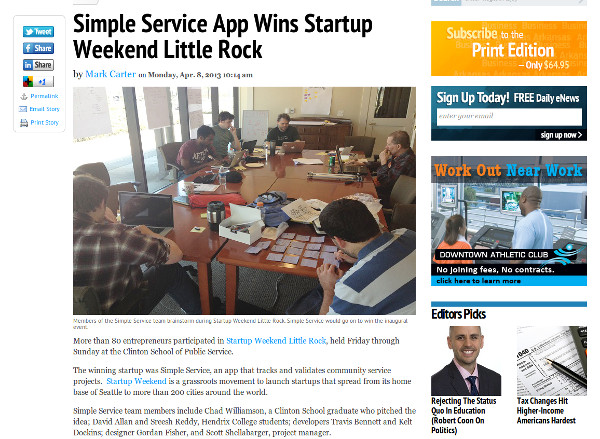 Simple Service App Wins Startup
Weekend Little Rock
by Mark Carter on Monday, Apr. 8, 2013 10:14 am
Tweet
Share
Share
+1
Permalink
Email Story
Print Story
Members of the Simple Service team brainstorm during Startup Weekend Little Rock. Simple Service would go on to win the inaugural
event.
More than 80 entrepreneurs participated in Startup Weekend Little Rock, held Friday through
Sunday at the Clinton School of Public Service.
The winning startup was Simple Service, an app that tracks and validates community service
projects. Startup Weekend is a grassroots movement to launch startups that spread from its home
base of Seattle to more than 200 cities around the world.
Simple Service team members include Chad Williamson, a Clinton School graduate who pitched the
idea; David Allan and Sreesh Reddy, Hendrix College students; developers Travis Bennett and Kelt
Dockins; designer Gordan Fisher, and Scott Shellabarger, project manager.
Subscribe to the
Print Edition
— Only $64.95
Sign Up Today! FREE Daily eNews
enter your email
sign up now >
Work Out Near Work
DOWNTOWN ATHLETIC CLUB
No joining fees, No contracts.
click here to learn more
Editors Picks
Rejecting The Status
Quo In Education
(Robert Coon On
Politics)
1040
Tax Changes Hit
Higher-Income
Americans Hardest